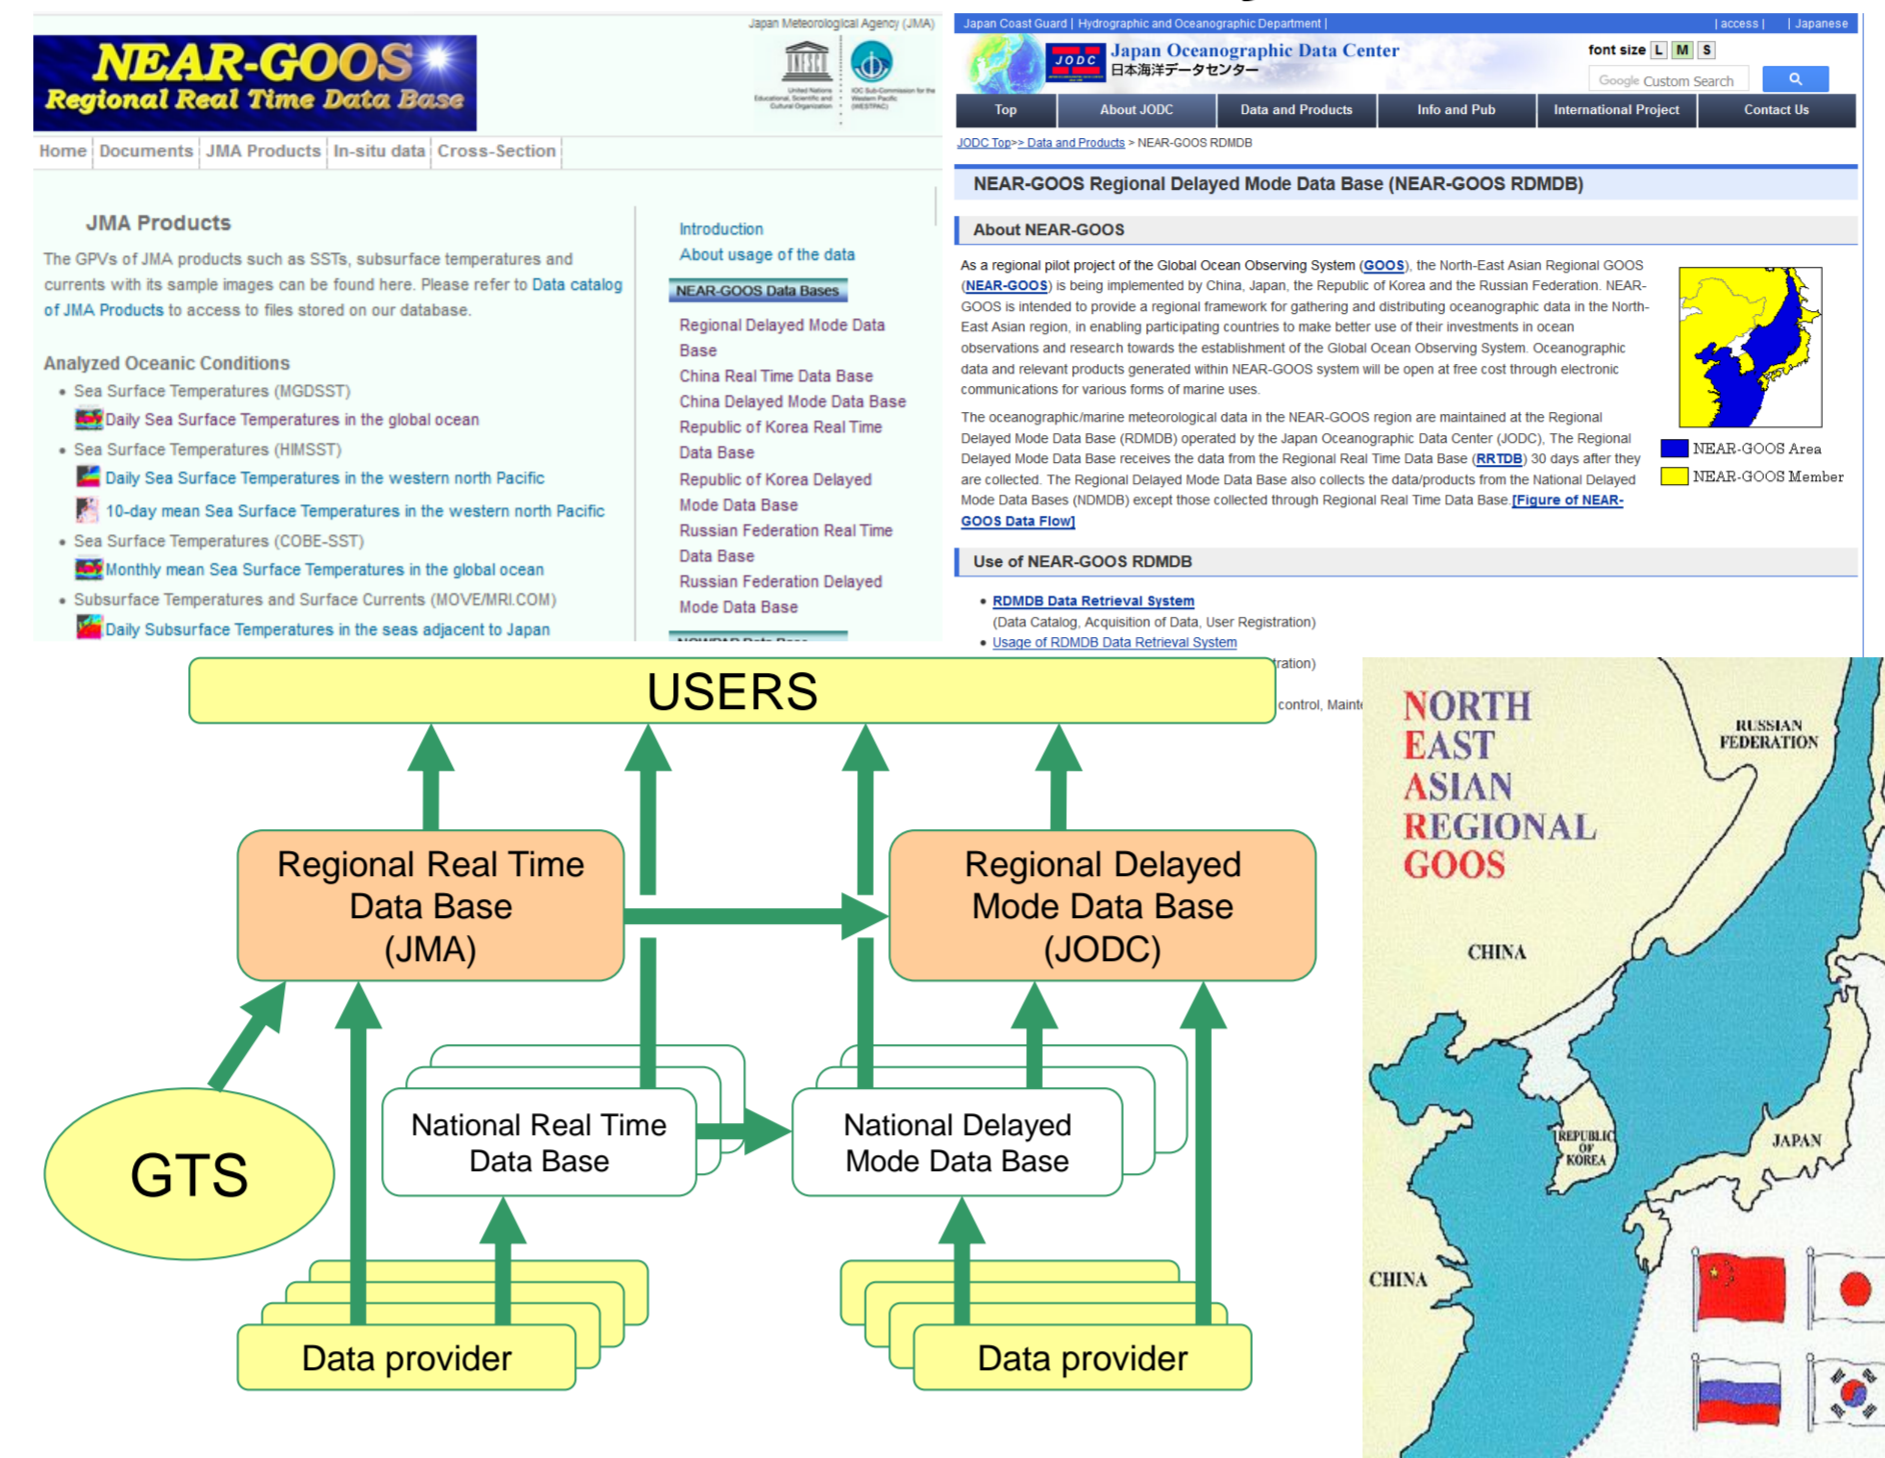 Japan Meteorological Agency (JMA)
NEAR-GOOS
Regional Real Time Data Base
United Nations
Educational, Scientific and
Cultural Organization
IOC Sub-Commission for the
Western Pacific
(WESTPAC)
Home Documents JMA Products In-situ data Cross-Section
JMA Products
The GPVs of JMA products such as SSTs, subsurface temperatures and
currents with its sample images can be found here. Please refer to Data catalog
of JMA Products to access to files stored on our database.
Analyzed Oceanic Conditions
• Sea Surface Temperatures (MGDSST)
Daily Sea Surface Temperatures in the global ocean
• Sea Surface Temperatures (HIMSST)
Daily Sea Surface Temperatures in the western north Pacific
10-day mean Sea Surface Temperatures in the western north Pacific
• Sea Surface Temperatures (COBE-SST)
Monthly mean Sea Surface Temperatures in the global ocean
• Subsurface Temperatures and Surface Currents (MOVE/MRI.COM)
Daily Subsurface Temperatures in the seas adjacent to Japan
Introduction
About usage of the data
NEAR-GOOS Data Bases
Regional Delayed Mode Data
Base
China Real Time Data Base
China Delayed Mode Data Base
Republic of Korea Real Time
Data Base
Republic of Korea Delayed
Mode Data Base
Russian Federation Real Time
Data Base
Russian Federation Delayed
Mode Data Base
Japan Coast Guard | Hydrographic and Oceanographic Department |
| access | | Japanese
JODC
Japan Oceanographic Data Center
日本海洋データセンター
font size L M S
Google Custom Search
Top About JODC Data and Products Info and Pub International Project Contact Us
JODC Top>> Data and Products > NEAR-GOOS RDMDB
NEAR-GOOS Regional Delayed Mode Data Base (NEAR-GOOS RDMDB)
About NEAR-GOOS
As a regional pilot project of the Global Ocean Observing System (GOOS), the North-East Asian Regional GOOS
(NEAR-GOOS) is being implemented by China, Japan, the Republic of Korea and the Russian Federation. NEAR-
GOOS is intended to provide a regional framework for gathering and distributing oceanographic data in the North-
East Asian region, in enabling participating countries to make better use of their investments in ocean
observations and research towards the establishment of the Global Ocean Observing System. Oceanographic
data and relevant products generated within NEAR-GOOS system will be open at free cost through electronic
communications for various forms of marine uses.
The oceanographic/marine meteorological data in the NEAR-GOOS region are maintained at the Regional
Delayed Mode Data Base (RDMDB) operated by the Japan Oceanographic Data Center (JODC), The Regional
Delayed Mode Data Base receives the data from the Regional Real Time Data Base (RRTDB) 30 days after they
are collected. The Regional Delayed Mode Data Base also collects the data/products from the National Delayed
Mode Data Bases (NDMDB) except those collected through Regional Real Time Data Base.[Figure of NEAR-
GOOS Data Flow]
NEAR-GOOS Area
NEAR-GOOS Member
Use of NEAR-GOOS RDMDB
• RDMDB Data Retrieval System
(Data Catalog, Acquisition of Data, User Registration)
• Usage of RDMDB Data Retrieval System
tration)
control, Mainte
USERS
Regional Real Time
Data Base
(JMA)
Regional Delayed
Mode Data Base
(JODC)
GTS
National Real Time
Data Base
National Delayed
Mode Data Base
Data provider
Data provider
NORTH
EAST
ASIAN
REGIONAL
GOOS
RUSSIAN
FEDERATION
CHINA
REPUBLIC
OF
KOREA
JAPAN
CHINA